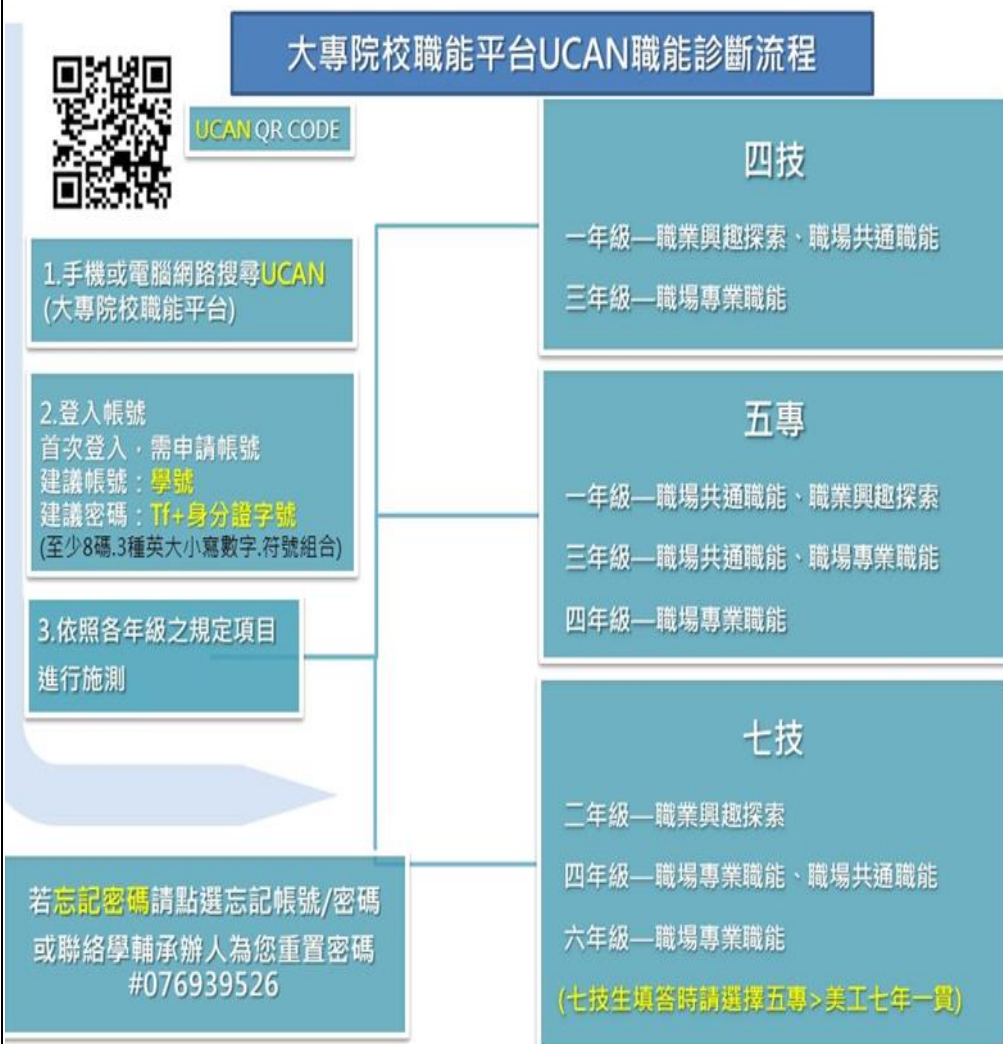 大專院校職能平台UCAN職能診斷流程
UCAN QR CODE
1.手機或電腦網路搜尋UCAN
(大專院校職能平台)
2.登入帳號
首次登入，需申請帳號
建議帳號：學號
建議密碼：Tf+身分證字號
(至少8碼.3種英大小寫數字.符號組合)
3.依照各年級之規定項目
進行施測
若忘記密碼請點選忘記帳號/密碼
或聯絡學輔承辦人為您重置密碼
#076939526
四技
一年級—職業興趣探索、職場共通職能
三年級—職場專業職能
五專
一年級—職場共通職能、職業興趣探索
三年級—職場共通職能、職場專業職能
四年級—職場專業職能
七技
二年級—職業興趣探索
四年級—職場專業職能、職場共通職能
六年級—職場專業職能
(七技生填答時請選擇五專>美工七年一貫)